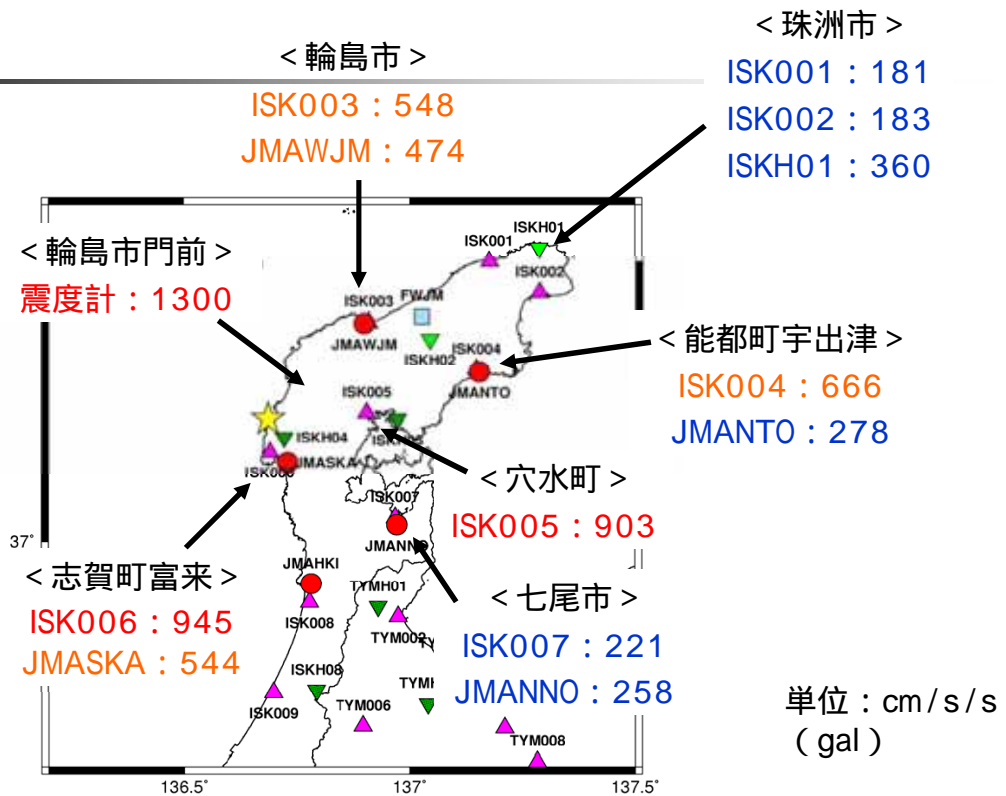 ＜珠洲市＞
ISK001：181
ISK002：183
ISKH01：360
＜輪島市＞
ISK003：548
JMAWJM：474
＜輪島市門前＞
震度計：1300
＜能都町宇出津＞
ISK004：666
JMANTO：278
＜穴水町＞
ISK005：903
＜志賀町富来＞
ISK006：945
JMASKA：544
＜七尾市＞
ISK007：221
JMANNO：258
単位：cm/s/s
（gal）
ISKH01
ISK001
ISK002
ISK003
FWJM
JMAWJM
ISKH02
ISK004
JMANTO
ISK005
ISKH04
JMASKA
ISK007
JMANNO
37°
JMAHKI
TYMH01
ISK008
TYM002
ISKH08
ISK009
TYM006
TYM008
136.5°
137°
137.5°